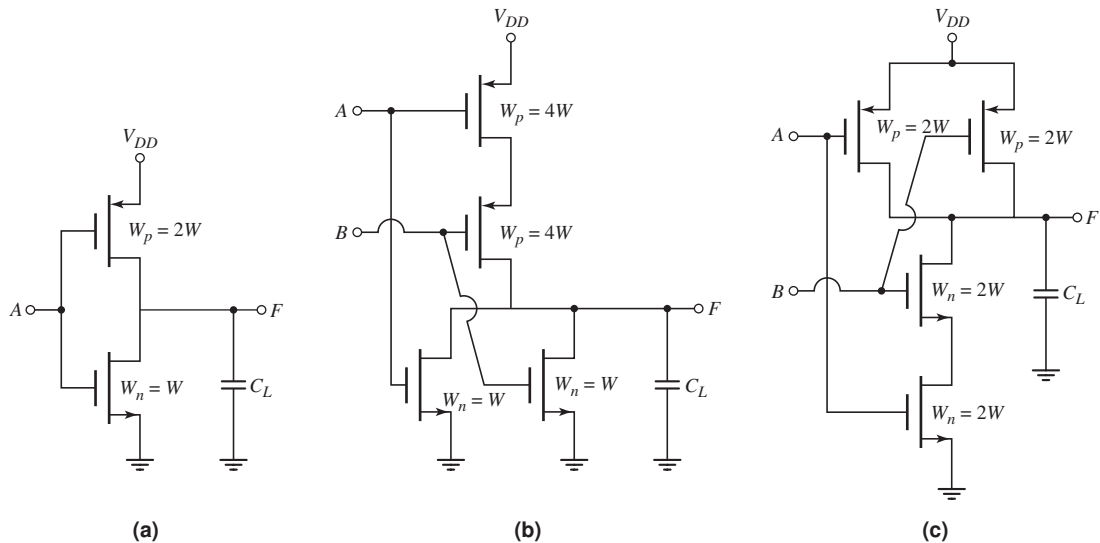 V_DD
A
W_p = 2W
W_n = W
C_L
F
(a)
V_DD
A
W_p = 4W
B
W_p = 4W
F
W_n = W
W_n = W
C_L
(b)
V_DD
A
W_p = 2W
W_p = 2W
F
B
W_n = 2W
C_L
W_n = 2W
(c)